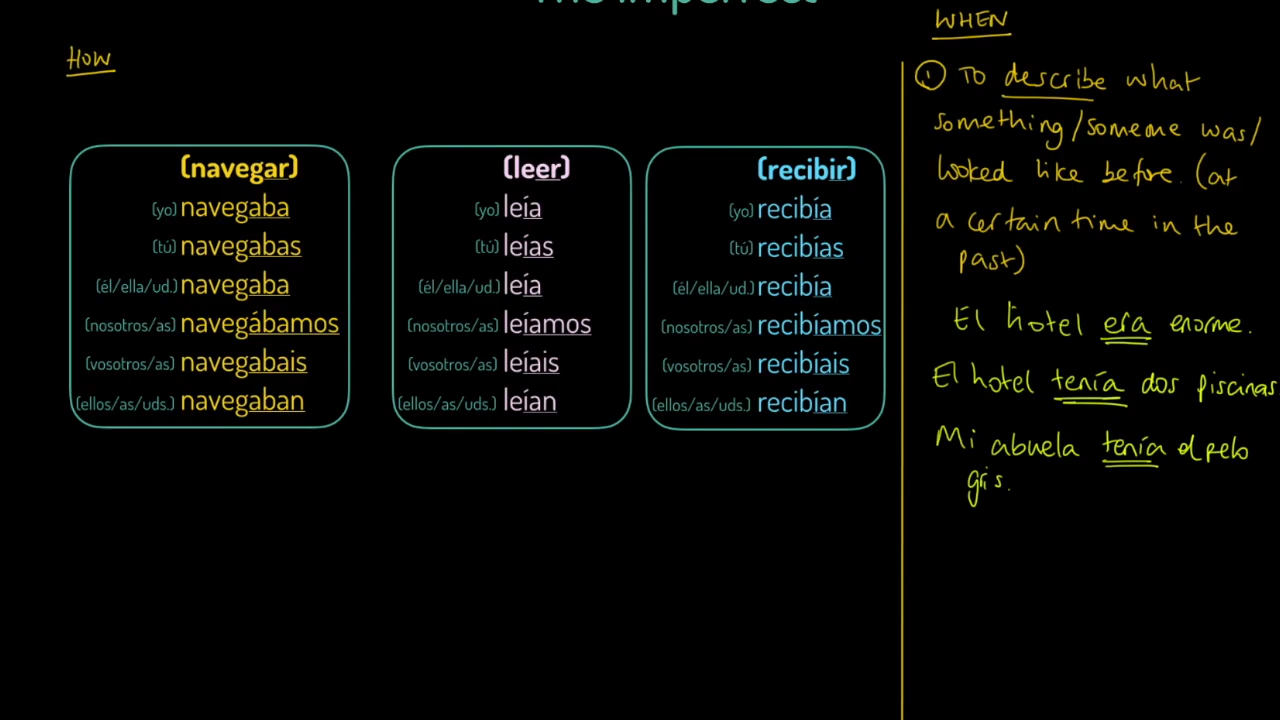 The Imperfect
HOW
(navegar)
(yo) navegaba
(tú) navegabas
(él/ella/ud.) navegaba
(nosotros/as) navegábamos
(vosotros/as) navegabais
(ellos/as/uds.) navegaban
(leer)
(yo) leía
(tú) leías
(él/ella/ud.) leía
(nosotros/as) leíamos
(vosotros/as) leíais
(ellos/as/uds.) leían
(recibir)
(yo) recibía
(tú) recibías
(él/ella/ud.) recibía
(nosotros/as) recibíamos
(vosotros/as) recibíais
(ellos/as/uds.) recibían
WHEN
① To describe what
something/someone was/
looked like before. (at
a certain time in the
past)
El hotel era enorme.
El hotel tenía dos piscinas
Mi abuela tenía el pelo
gris.